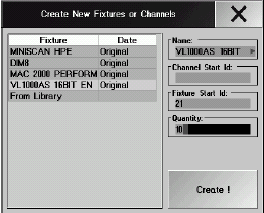 Create New Fixtures or Channels
Fixture Date
MINISCAN HPE Original
DIM8 Original
MAC 2000 PERFORM Original
VL1000AS 16BIT EN Original
From Library
Name:
VL1000AS 16BIT
Channel Start Id:
Fixture Start Id:
21
Quantity:
10
Create !